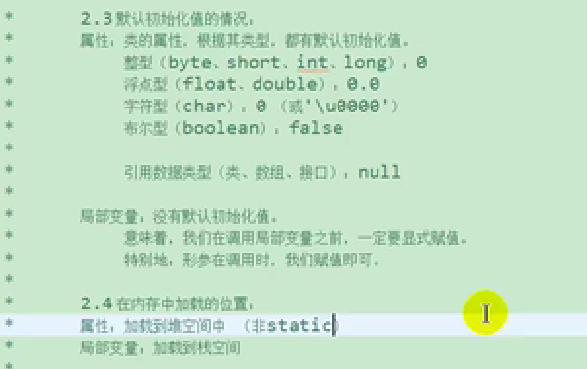 *       2.3 默认初始化值的情况:
*       属性:类的属性,根据其类型,都有默认初始化值。
*           整型(byte、short、int、long):0
*           浮点型(float、double):0.0
*           字符型(char):0 (或'\u0000')
*           布尔型(boolean):false
*
*           引用数据类型(类、数组、接口):null
*
*       局部变量:没有默认初始化值。
*           意味着,我们在调用局部变量之前,一定要显式赋值。
*           特别地:形参在调用时,我们赋值即可。
*
*       2.4 在内存中加载的位置:
*       属性:加载到堆空间中 (非static)
*       局部变量:加载到栈空间
*